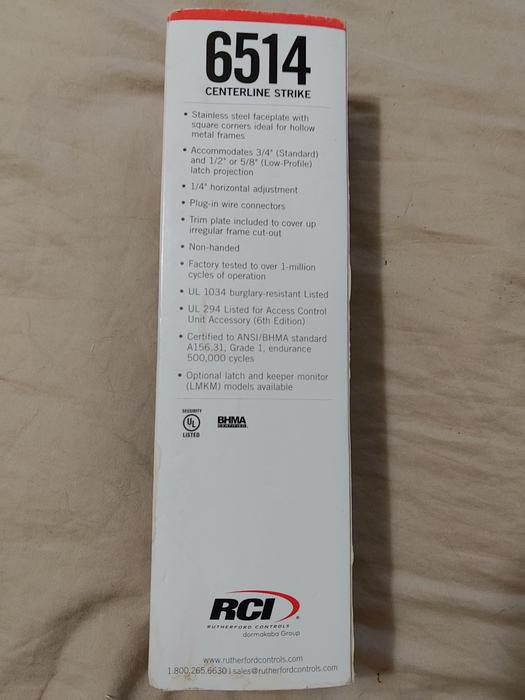 6514
CENTERLINE STRIKE
• Stainless steel faceplate with
square corners ideal for hollow
metal frames
• Accommodates 3/4" (Standard)
and 1/2" or 5/8" (Low-Profile)
latch projection
• 1/4" horizontal adjustment
• Plug-in wire connectors
• Trim plate included to cover up
irregular frame cut-out
• Non-handed
• Factory tested to over 1-million
cycles of operation
• UL 1034 burglary-resistant Listed
• UL 294 Listed for Access Control
Unit Accessory (6th Edition)
• Certified to ANSI/BHMA standard
A156.31, Grade 1, endurance
500,000 cycles
• Optional latch and keeper monitor
(LMKM) models available
SECURITY
UL
LISTED
BHMA
CERTIFIED
RCI®
RUTHERFORD CONTROLS
dormakaba Group
www.rutherfordcontrols.com
1.800.265.6630 | sales@rutherfordcontrols.com